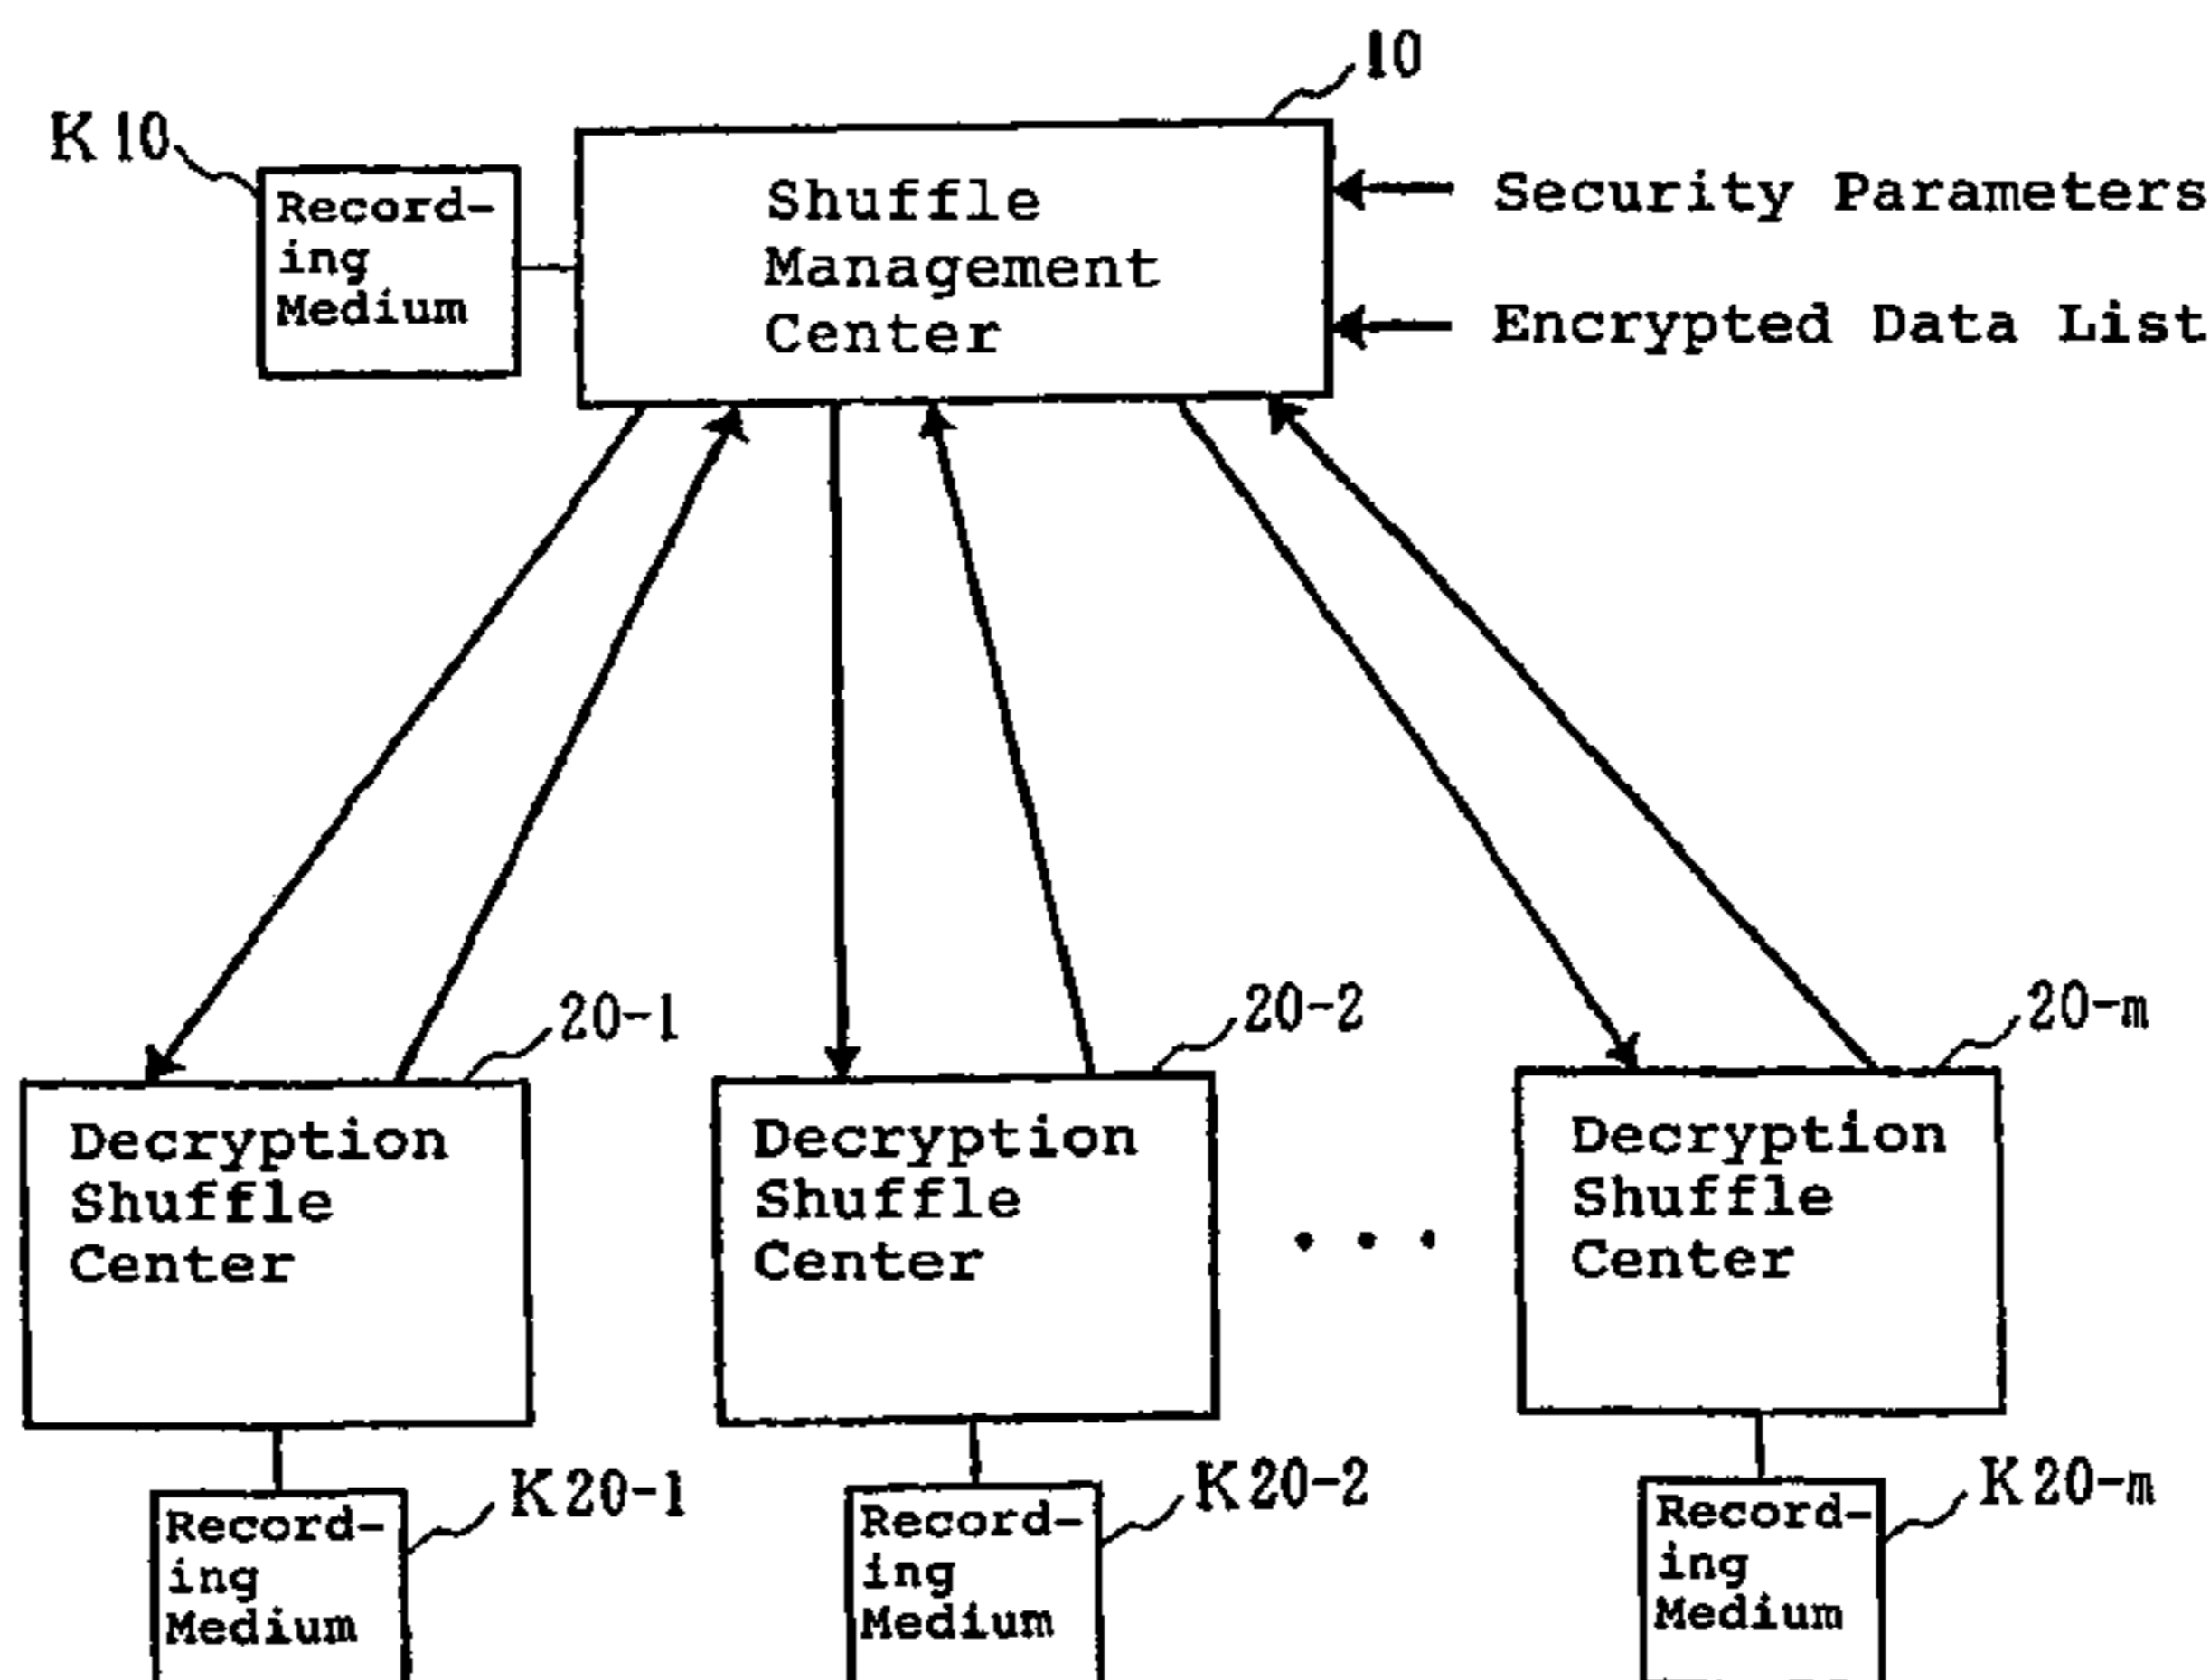 10
K10
Record-
ing
Medium
Shuffle
Management
Center
Security Parameters
Encrypted Data List
20-1
20-2
20-m
Decryption
Shuffle
Center
Decryption
Shuffle
Center
• • •
Decryption
Shuffle
Center
K20-1
Record-
ing
Medium
K20-2
Record-
ing
Medium
K20-m
Record-
ing
Medium